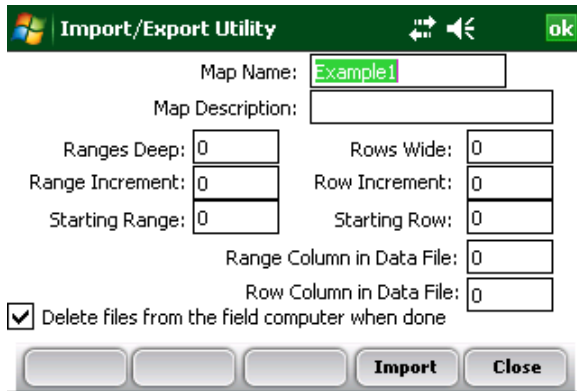 Import/Export Utility ok
Map Name: Example1
Map Description:
Ranges Deep: 0 Rows Wide: 0
Range Increment: 0 Row Increment: 0
Starting Range: 0 Starting Row: 0
Range Column in Data File: 0
Row Column in Data File: 0
Delete files from the field computer when done
Import Close